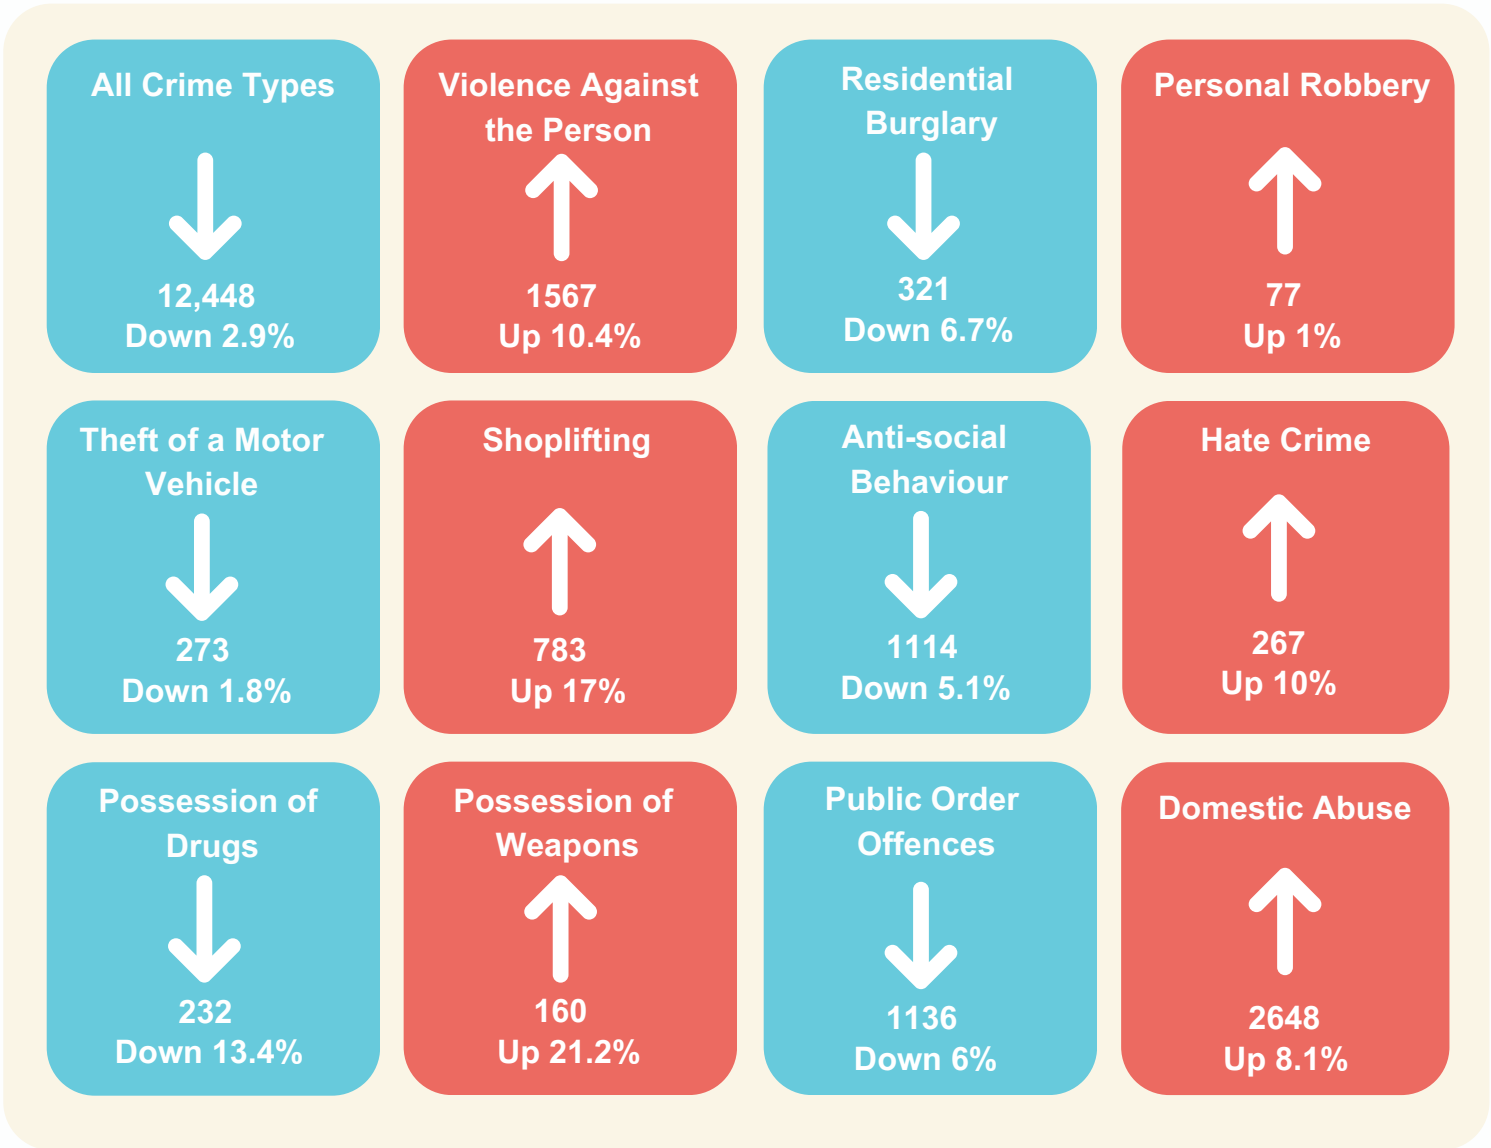 All Crime Types
12,448
Down 2.9%
Violence Against
the Person
1567
Up 10.4%
Residential
Burglary
321
Down 6.7%
Personal Robbery
77
Up 1%
Theft of a Motor
Vehicle
273
Down 1.8%
Shoplifting
783
Up 17%
Anti-social
Behaviour
1114
Down 5.1%
Hate Crime
267
Up 10%
Possession of
Drugs
232
Down 13.4%
Possession of
Weapons
160
Up 21.2%
Public Order
Offences
1136
Down 6%
Domestic Abuse
2648
Up 8.1%